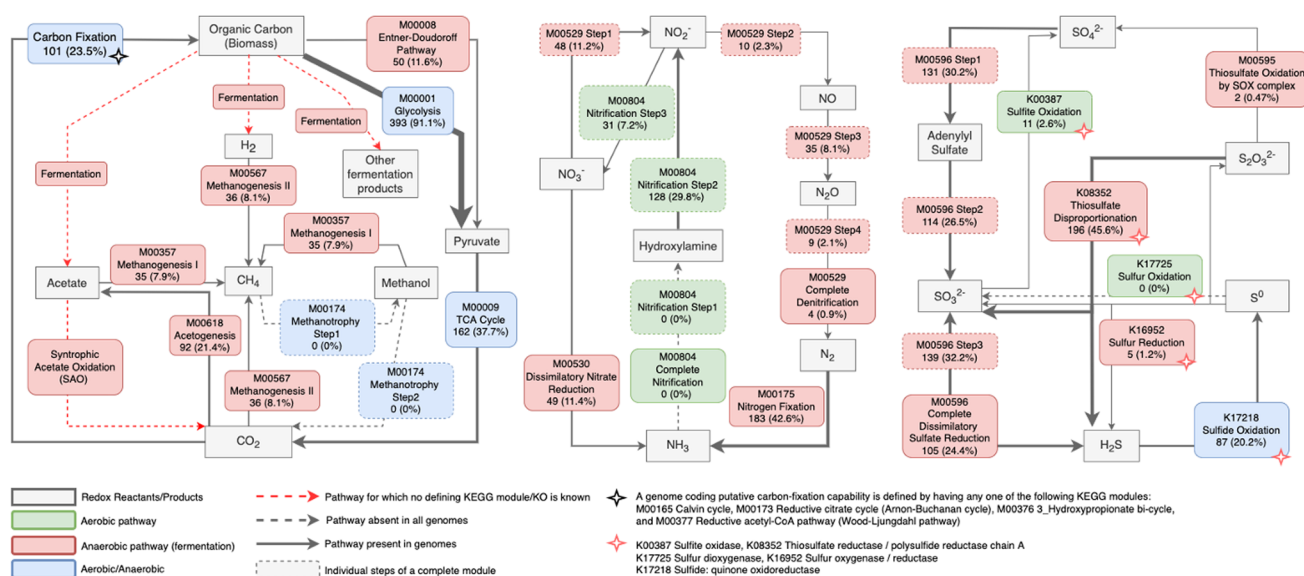 Carbon Fixation
101 (23.5%)
Organic Carbon
(Biomass)
M00008
Entner-Doudoroff
Pathway
50 (11.6%)
M00001
Glycolysis
393 (91.1%)
Fermentation
Fermentation
Fermentation
H2
Other
fermentation
products
M00567
Methanogenesis II
36 (8.1%)
M00357
Methanogenesis I
35 (7.9%)
Pyruvate
M00357
Methanogenesis I
35 (7.9%)
Acetate
CH4
Methanol
M00174
Methanotrophy
Step1
0 (0%)
M00009
TCA Cycle
162 (37.7%)
M00618
Acetogenesis
92 (21.4%)
Syntrophic
Acetate Oxidation
(SAO)
M00567
Methanogenesis II
36 (8.1%)
M00174
Methanotrophy
Step2
0 (0%)
CO2
M00529 Step1
48 (11.2%)
NO2-
M00529 Step2
10 (2.3%)
M00804
Nitrification Step3
31 (7.2%)
NO
M00529 Step3
35 (8.1%)
NO3-
M00804
Nitrification Step2
128 (29.8%)
N2O
M00529 Step4
9 (2.1%)
Hydroxylamine
M00529
Complete
Denitrification
4 (0.9%)
M00804
Nitrification Step1
0 (0%)
N2
M00530
Dissimilatory Nitrate
Reduction
49 (11.4%)
M00804
Complete
Nitrification
0 (0%)
M00175
Nitrogen Fixation
183 (42.6%)
NH3
SO4 2-
M00596 Step1
131 (30.2%)
M00595
Thiosulfate Oxidation
by SOX complex
2 (0.47%)
K00387
Sulfite Oxidation
11 (2.6%)
Adenylyl
Sulfate
S2O3 2-
K08352
Thiosulfate
Disproportionation
196 (45.6%)
M00596 Step2
114 (26.5%)
K17725
Sulfur Oxidation
0 (0%)
SO3 2-
S0
K16952
Sulfur Reduction
5 (1.2%)
M00596 Step3
139 (32.2%)
M00596
Complete
Dissimilatory
Sulfate Reduction
105 (24.4%)
H2S
K17218
Sulfide Oxidation
87 (20.2%)
Redox Reactants/Products
Aerobic pathway
Anaerobic pathway (fermentation)
Aerobic/Anaerobic
Pathway for which no defining KEGG module/KO is known
Pathway absent in all genomes
Pathway present in genomes
Individual steps of a complete module
A genome coding putative carbon-fixation capability is defined by having any one of the following KEGG modules:
M00165 Calvin cycle, M00173 Reductive citrate cycle (Arnon-Buchanan cycle), M00376 3_Hydroxypropionate bi-cycle,
and M00377 Reductive acetyl-CoA pathway (Wood-Ljungdahl pathway)
K00387 Sulfite oxidase, K08352 Thiosulfate reductase / polysulfide reductase chain A
K17725 Sulfur dioxygenase, K16952 Sulfur oxygenase / reductase
K17218 Sulfide: quinone oxidoreductase